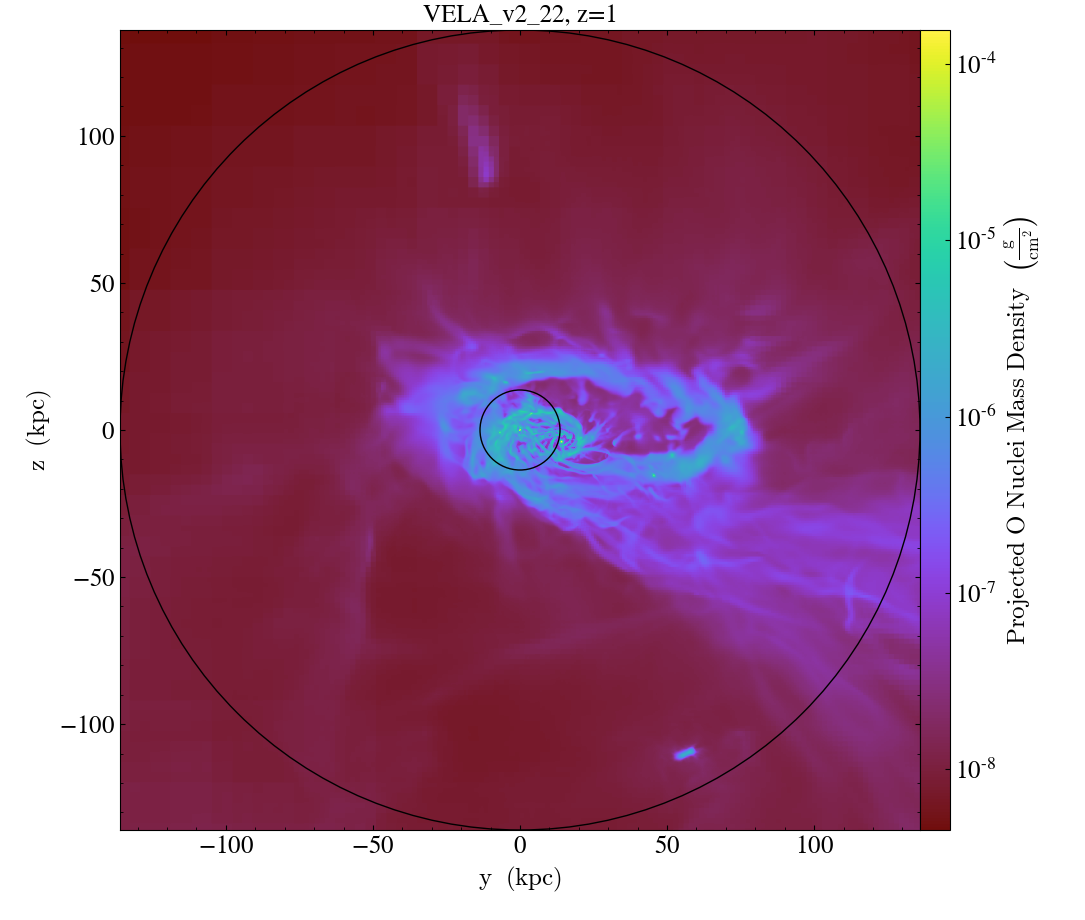 VELA_v2_22, z=1
100
50
0
−50
−100
z (kpc)
−100 −50 0 50 100
y (kpc)
10-4
10-5
10-6
10-7
10-8
Projected O Nuclei Mass Density (g/cm2)